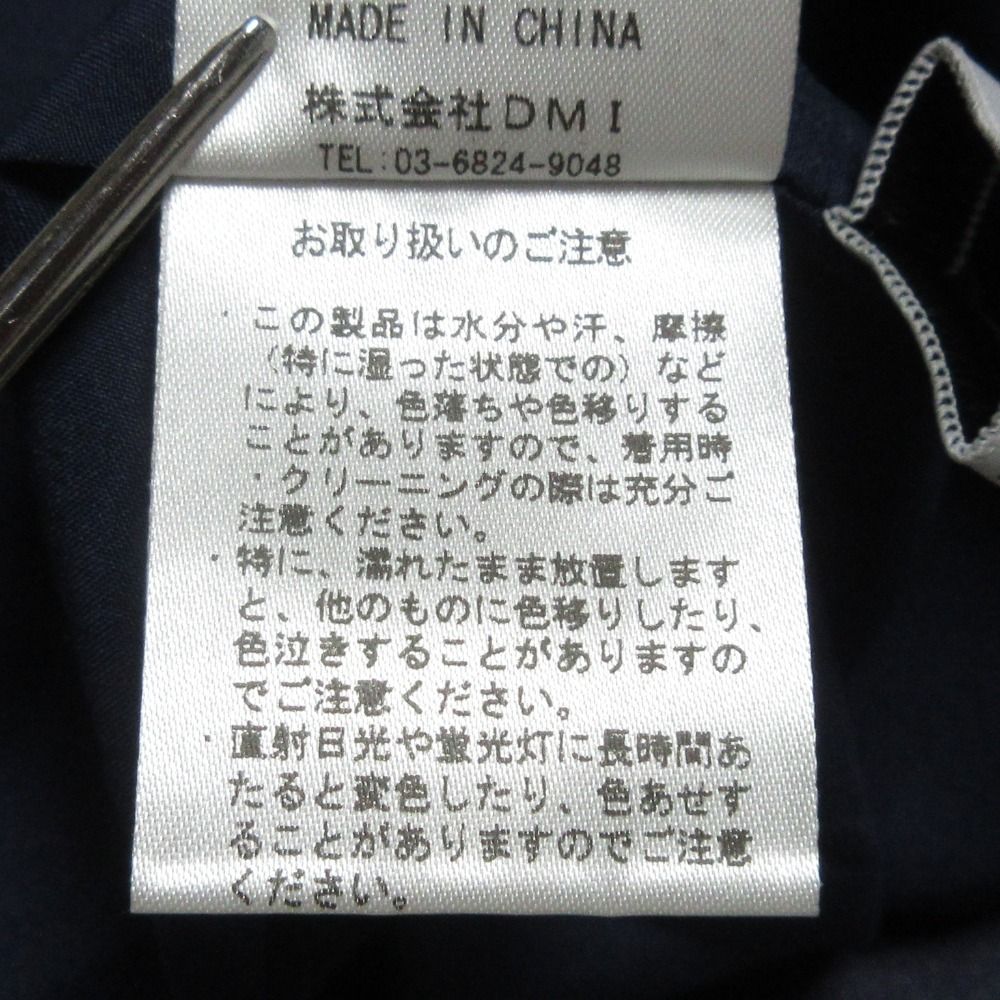 MADE IN CHINA
株式会社DMI
TEL:03-6824-9048
お取り扱いのご注意
・この製品は水分や汗、摩擦
(特に湿った状態での)など
により、色落ちや色移りする
ことがありますので、着用時
・クリーニングの際は充分ご
注意ください。
・特に、濡れたまま放置します
と、他のものに色移りしたり、
色泣きすることがありますの
でご注意ください。
・直射日光や蛍光灯に長時間あ
たると変色したり、色あせす
ることがありますのでご注意
ください。